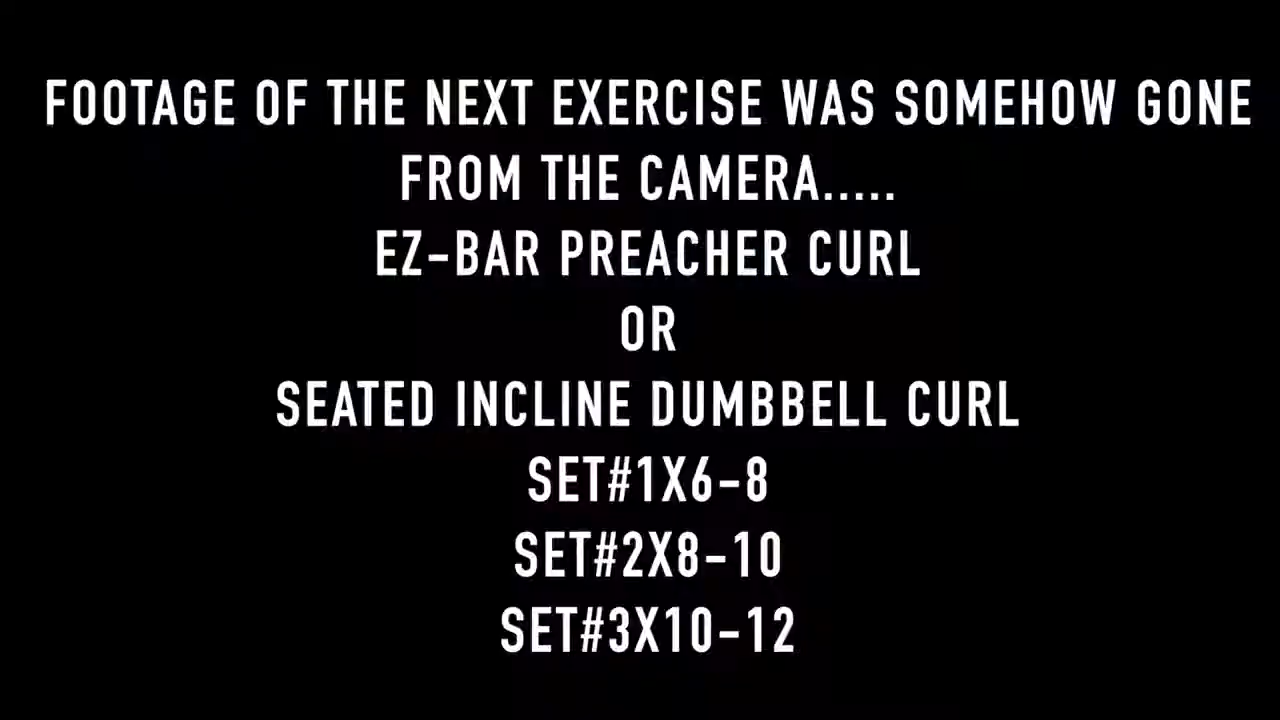 FOOTAGE OF THE NEXT EXERCISE WAS SOMEHOW GONE
FROM THE CAMERA.....
EZ-BAR PREACHER CURL
OR
SEATED INCLINE DUMBBELL CURL
SET#1X6-8
SET#2X8-10
SET#3X10-12